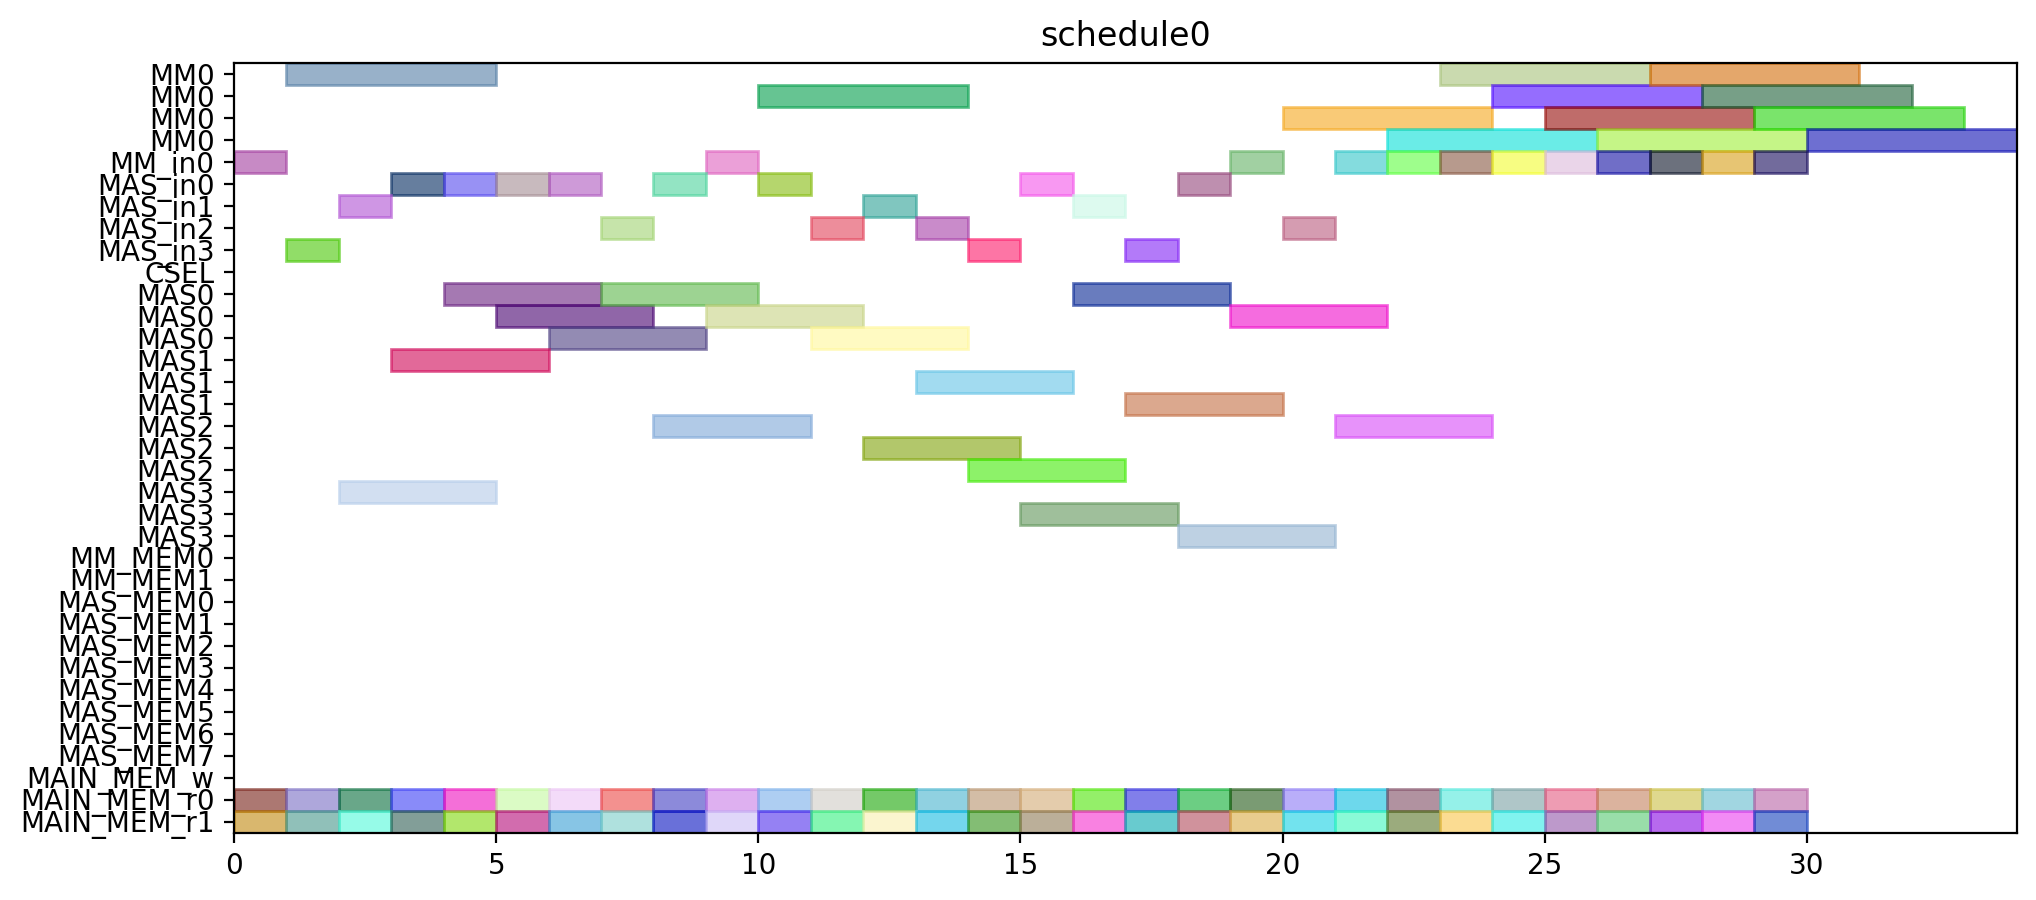 schedule0
MM0
MM0
MM0
MM0
MM_in0
MAS_in0
MAS_in1
MAS_in2
MAS_in3
CSEL
MAS0
MAS0
MAS0
MAS1
MAS1
MAS1
MAS2
MAS2
MAS2
MAS3
MAS3
MAS3
MM_MEM0
MM_MEM1
MAS_MEM0
MAS_MEM1
MAS_MEM2
MAS_MEM3
MAS_MEM4
MAS_MEM5
MAS_MEM6
MAS_MEM7
MAIN_MEM_w
MAIN_MEM_r0
MAIN_MEM_r1
0 5 10 15 20 25 30